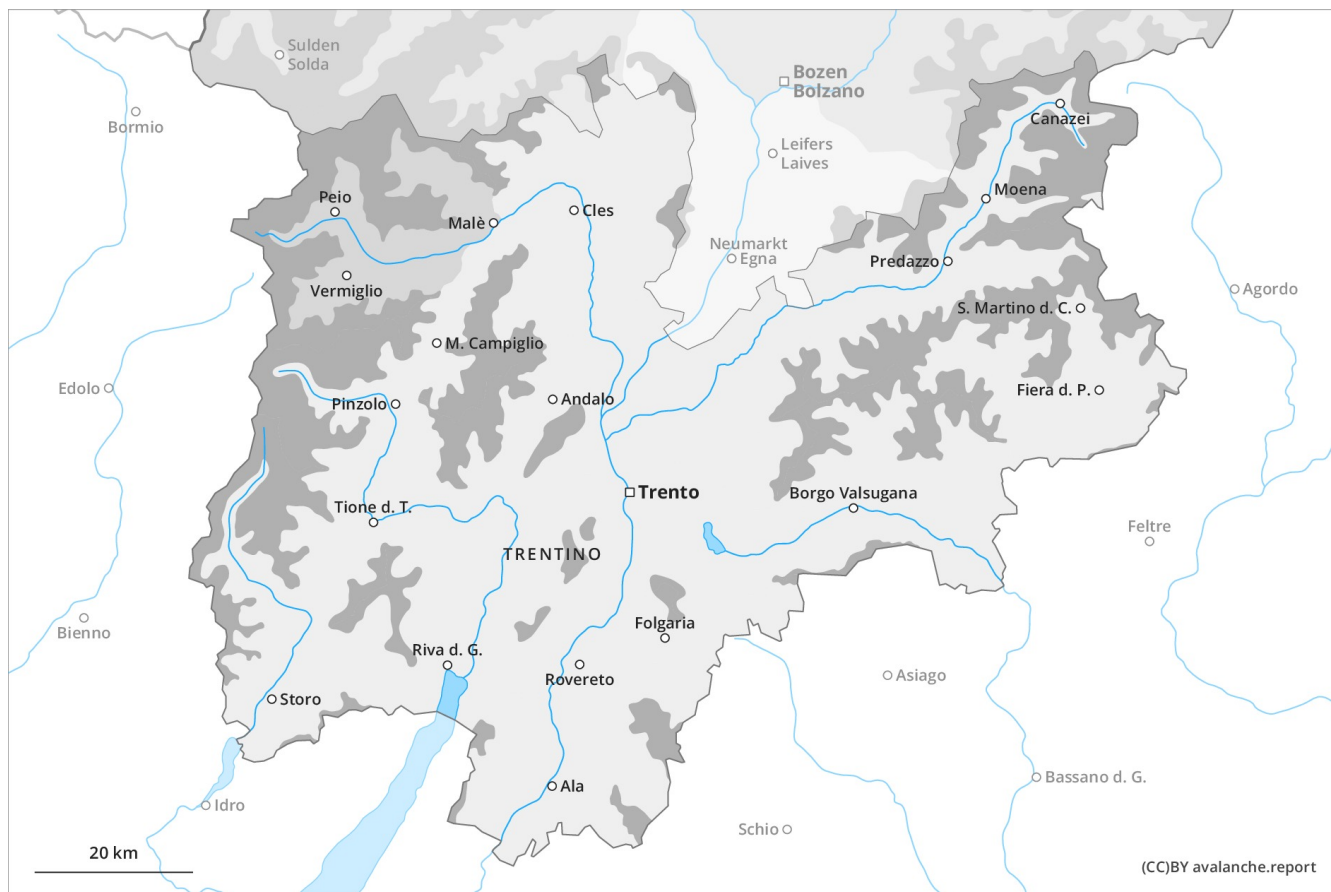 Sulden
Solda
Bozen
Bolzano
Bormio
Canazei
Leifers
Laives
Peio
Moena
Malè
Cles
Neumarkt
Egna
Predazzo
Vermiglio
Agordo
S. Martino d. C.
M. Campiglio
Edolo
Fiera d. P.
Pinzolo
Andalo
Trento
Borgo Valsugana
Tione d. T.
Feltre
TRENTINO
Bienno
Folgaria
Riva d. G.
Asiago
Rovereto
Storo
Bassano d. G.
Ala
Idro
Schio
20 km
(CC)BY avalanche.report